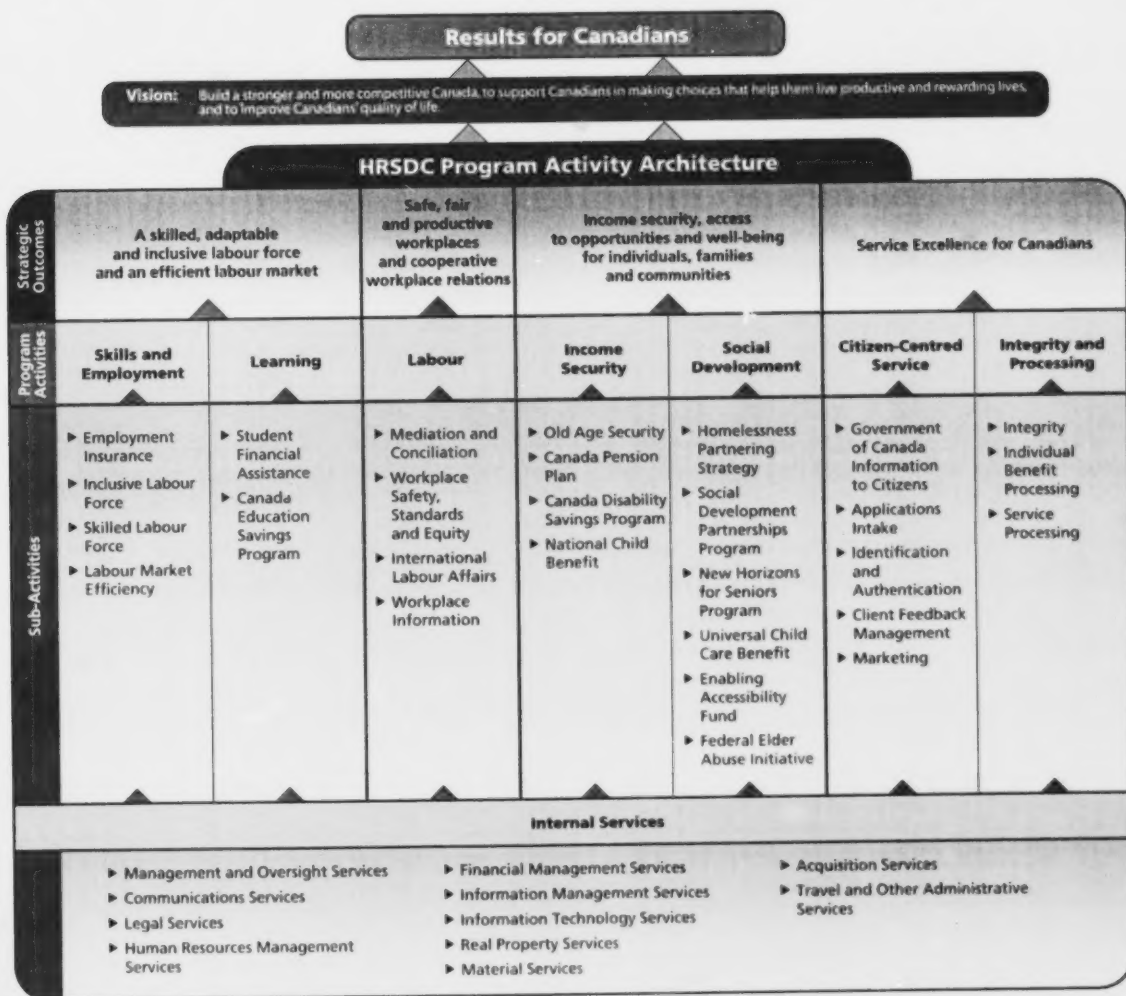 Results for Canadians
Vision: Build a stronger and more competitive Canada, to support Canadians in making choices that help them live productive and rewarding lives,
and to improve Canadians' quality of life.
HRSDC Program Activity Architecture
Strategic
Outcomes
A skilled, adaptable
and inclusive labour force
and an efficient labour market
Safe, fair
and productive
workplaces
and cooperative
workplace relations
Income security, access
to opportunities and well-being
for individuals, families
and communities
Service Excellence for Canadians
Program
Activities
Skills and
Employment
Learning
Labour
Income
Security
Social
Development
Citizen-Centred
Service
Integrity and
Processing
Sub-Activities
▶ Employment
Insurance
▶ Inclusive Labour
Force
▶ Skilled Labour
Force
▶ Labour Market
Efficiency
▶ Student
Financial
Assistance
▶ Canada
Education
Savings
Program
▶ Mediation and
Conciliation
▶ Workplace
Safety,
Standards
and Equity
▶ International
Labour Affairs
▶ Workplace
Information
▶ Old Age Security
▶ Canada Pension
Plan
▶ Canada Disability
Savings Program
▶ National Child
Benefit
▶ Homelessness
Partnering
Strategy
▶ Social
Development
Partnerships
Program
▶ New Horizons
for Seniors
Program
▶ Universal Child
Care Benefit
▶ Enabling
Accessibility
Fund
▶ Federal Elder
Abuse Initiative
▶ Government
of Canada
Information
to Citizens
▶ Applications
Intake
▶ Identification
and
Authentication
▶ Client Feedback
Management
▶ Marketing
▶ Integrity
▶ Individual
Benefit
Processing
▶ Service
Processing
Internal Services
▶ Management and Oversight Services
▶ Communications Services
▶ Legal Services
▶ Human Resources Management
Services
▶ Financial Management Services
▶ Information Management Services
▶ Information Technology Services
▶ Real Property Services
▶ Material Services
▶ Acquisition Services
▶ Travel and Other Administrative
Services